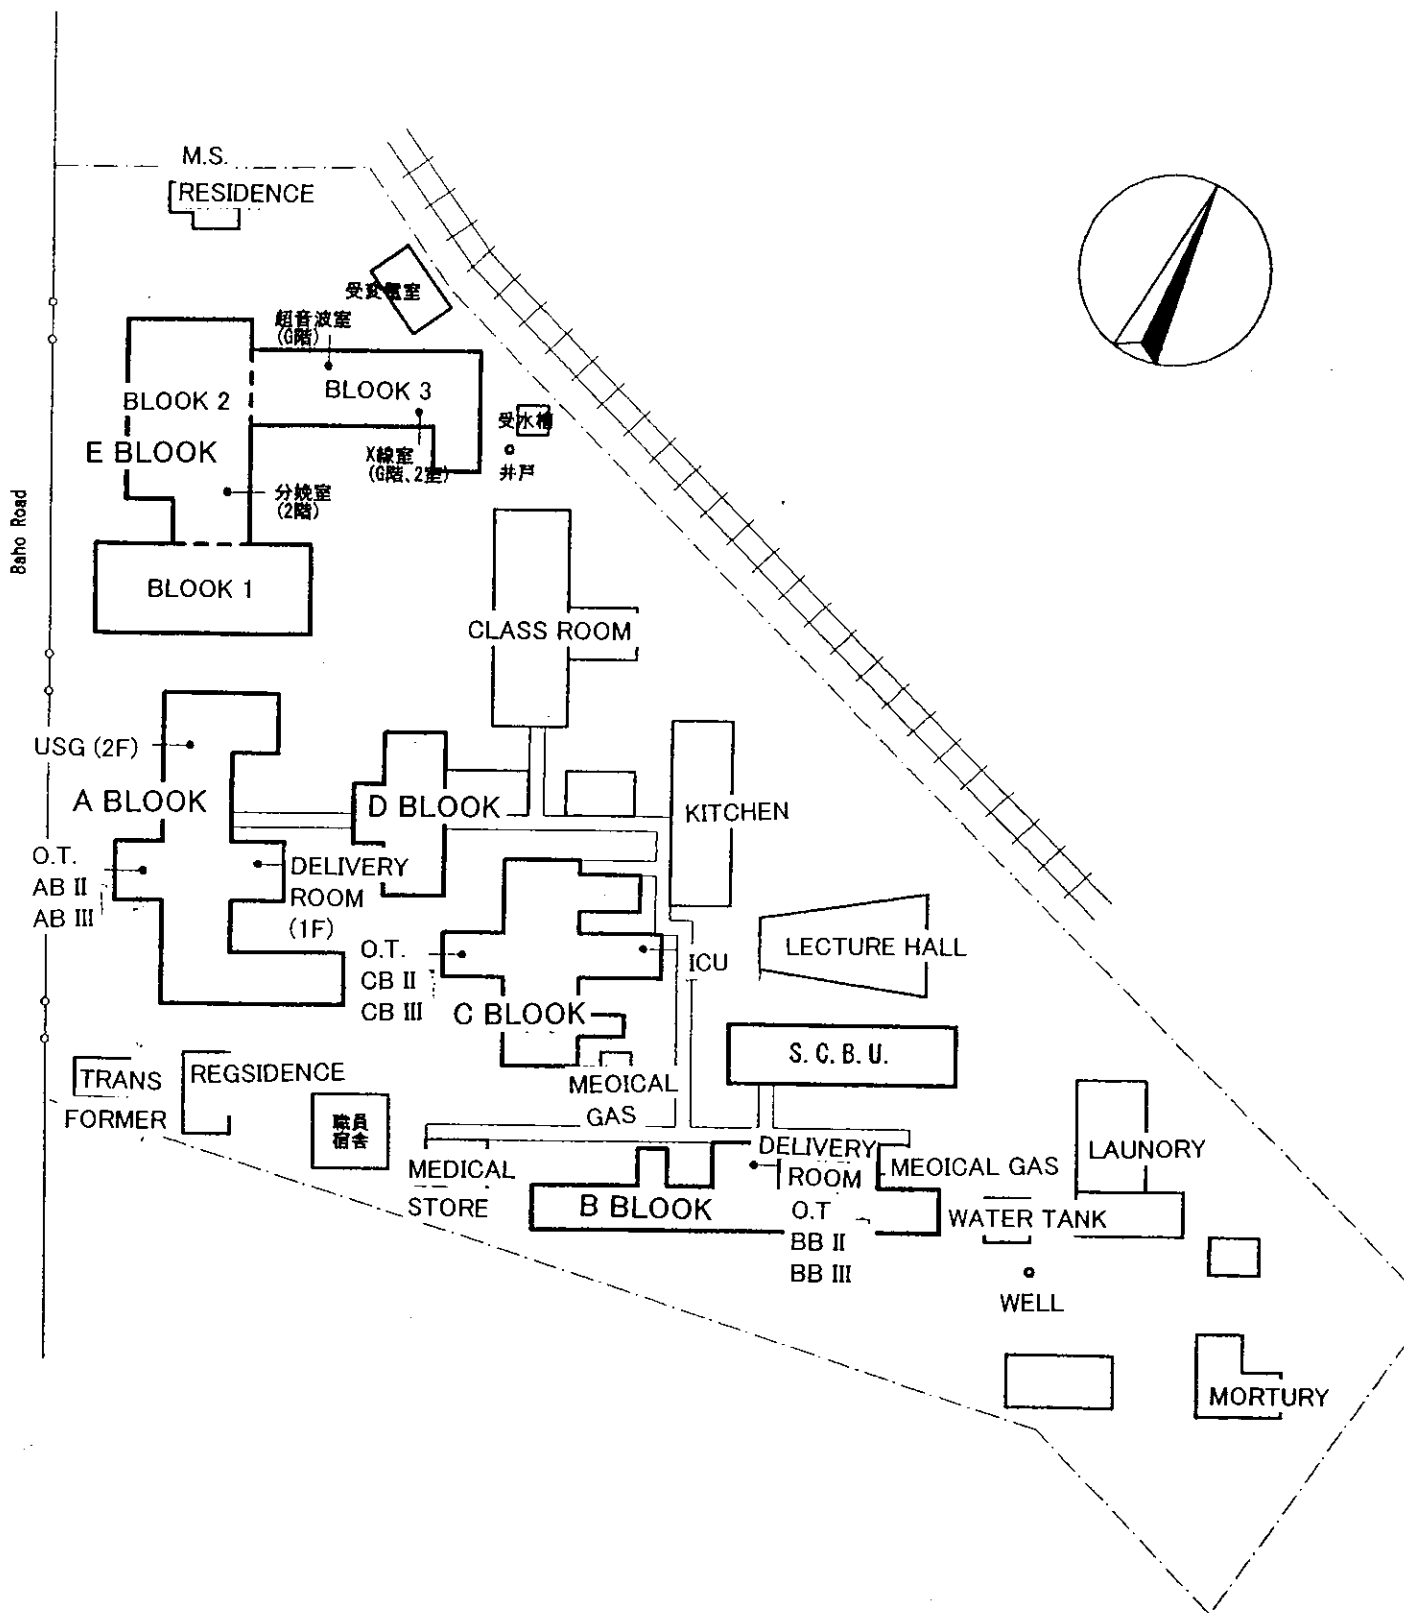 M.S.
RESIDENCE
受変電室
超音波室
(G階)
BLOOK 2
BLOOK 3
受水槽
E BLOOK
X線室
(G階、2室)
井戸
分娩室
(2階)
Baho Road
BLOOK 1
CLASS ROOM
USG (2F)
A BLOOK
D BLOOK
KITCHEN
O.T.
AB II
AB III
DELIVERY
ROOM
(1F)
O.T.
CB II
CB III
ICU
LECTURE HALL
C BLOOK
S. C. B. U.
TRANS
FORMER
REGSIDENCE
職員
宿舎
MEOICAL
GAS
MEDICAL
STORE
DELIVERY
ROOM
MEOICAL GAS
LAUNORY
B BLOOK
O.T
BB II
BB III
WATER TANK
WELL
MORTURY